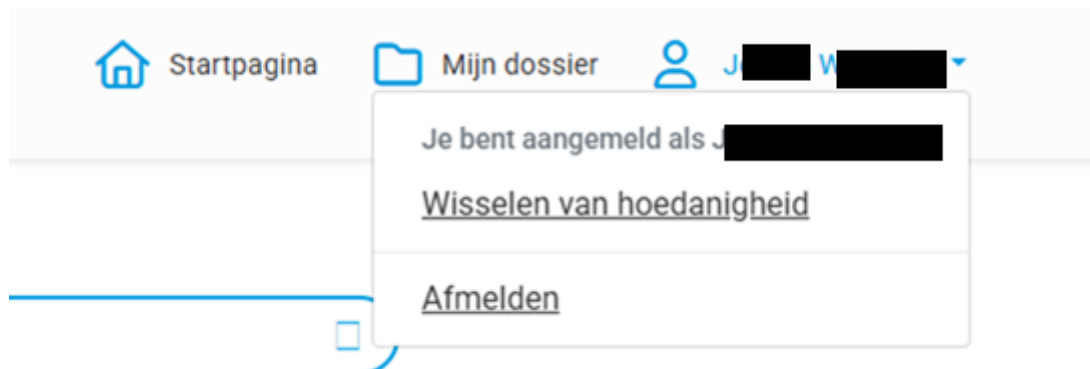 Startpagina Mijn dossier
Je bent aangemeld als
Wisselen van hoedanigheid
Afmelden